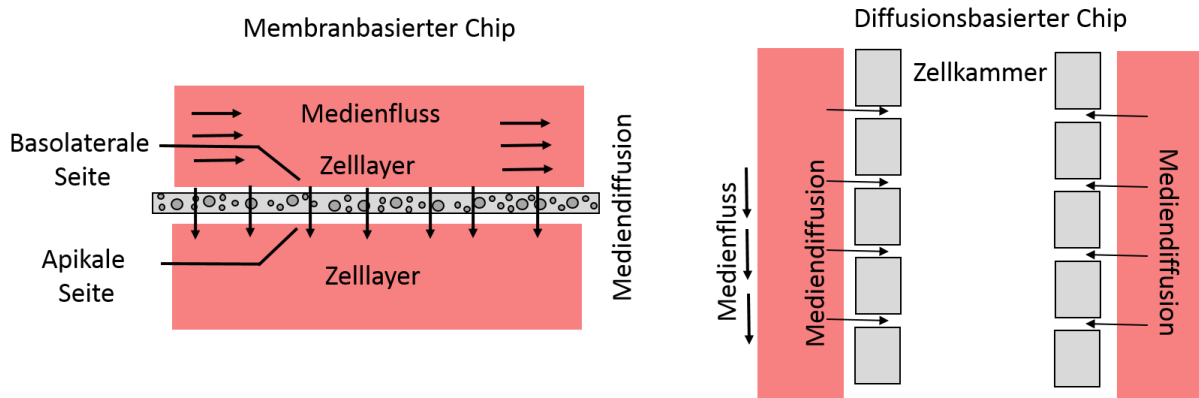 Membranbasierter Chip
Medienfluss
Basolaterale
Seite
Zelllayer
Apikale
Seite
Zelllayer
Mediendiffusion
Diffusionsbasierter Chip
Zellkammer
Medienfluss
Mediendiffusion
Mediendiffusion